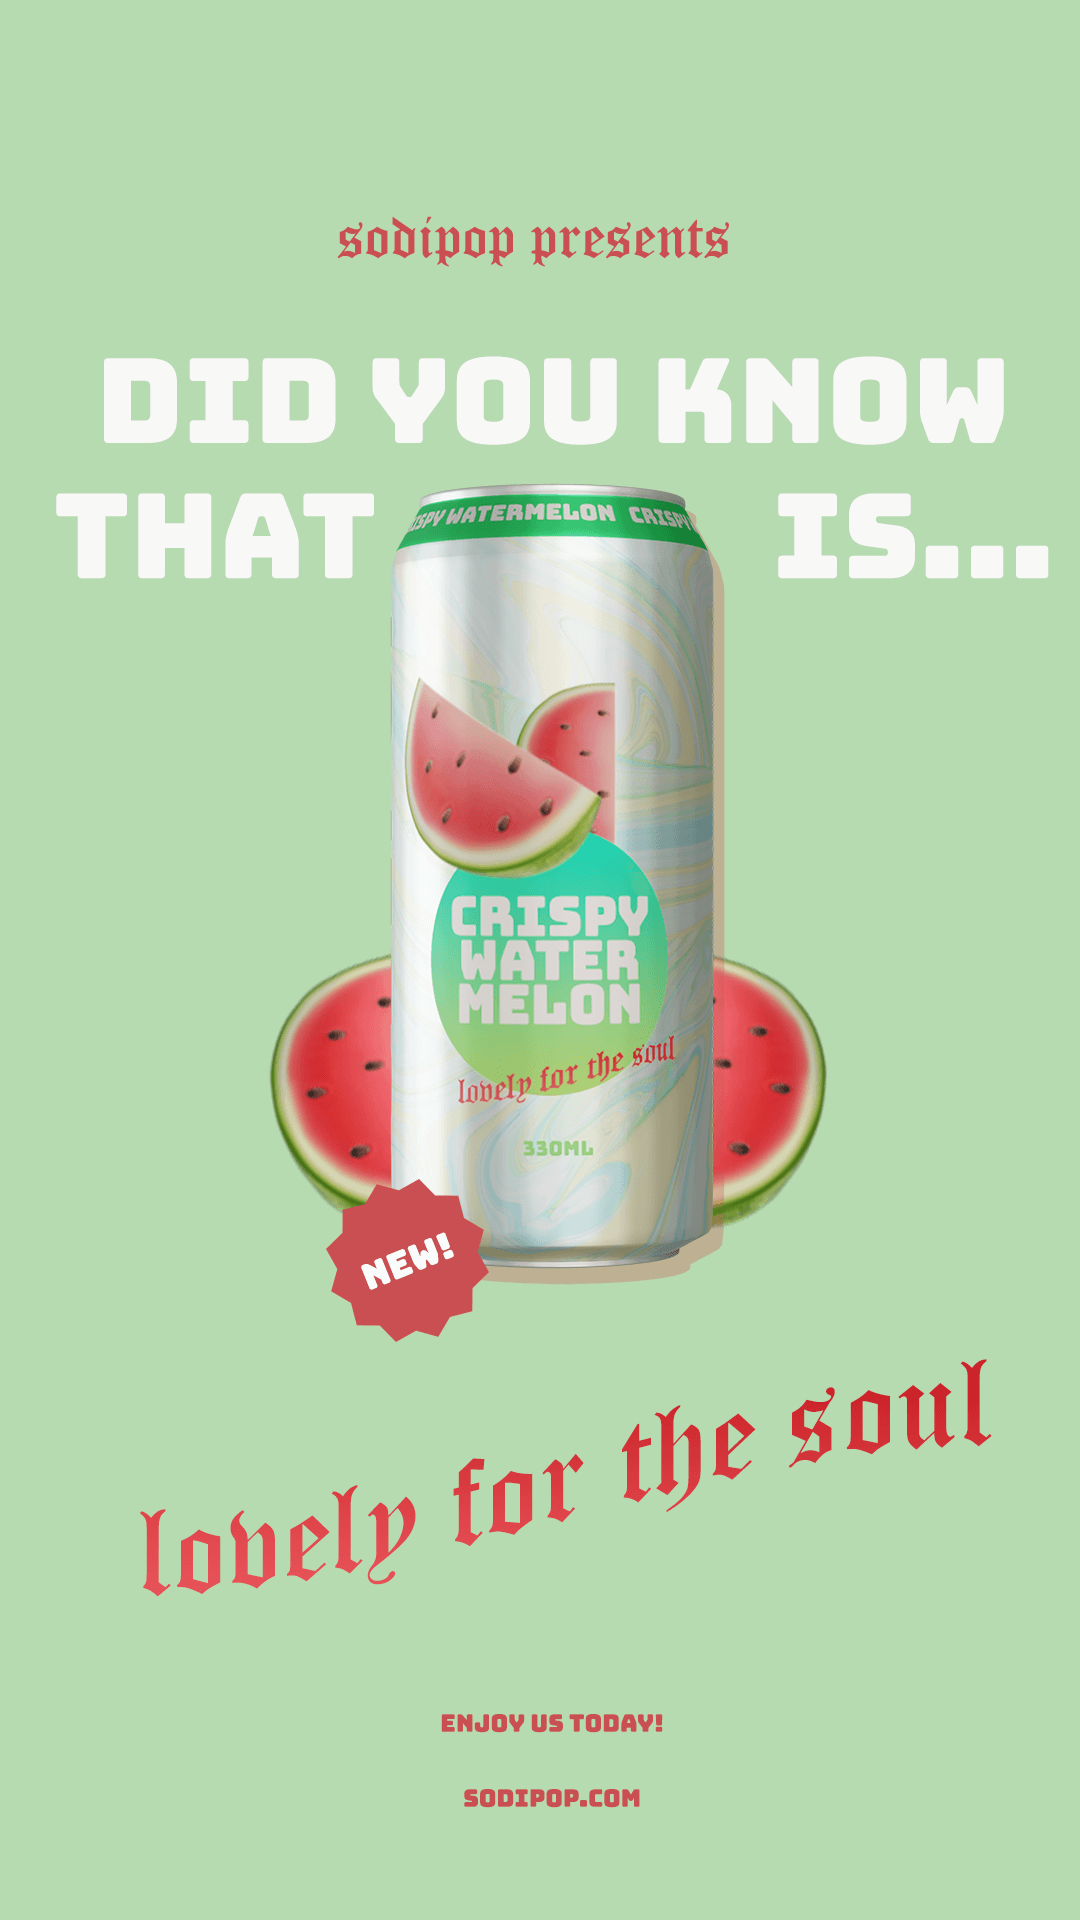 sodipop presents
DID YOU KNOW
THAT IS...
CRISPY WATERMELON CRISPY
CRISPY
WATER
MELON
lovely for the soul
330ML
NEW!
lovely for the soul
ENJOY US TODAY!
SODIPOP.COM